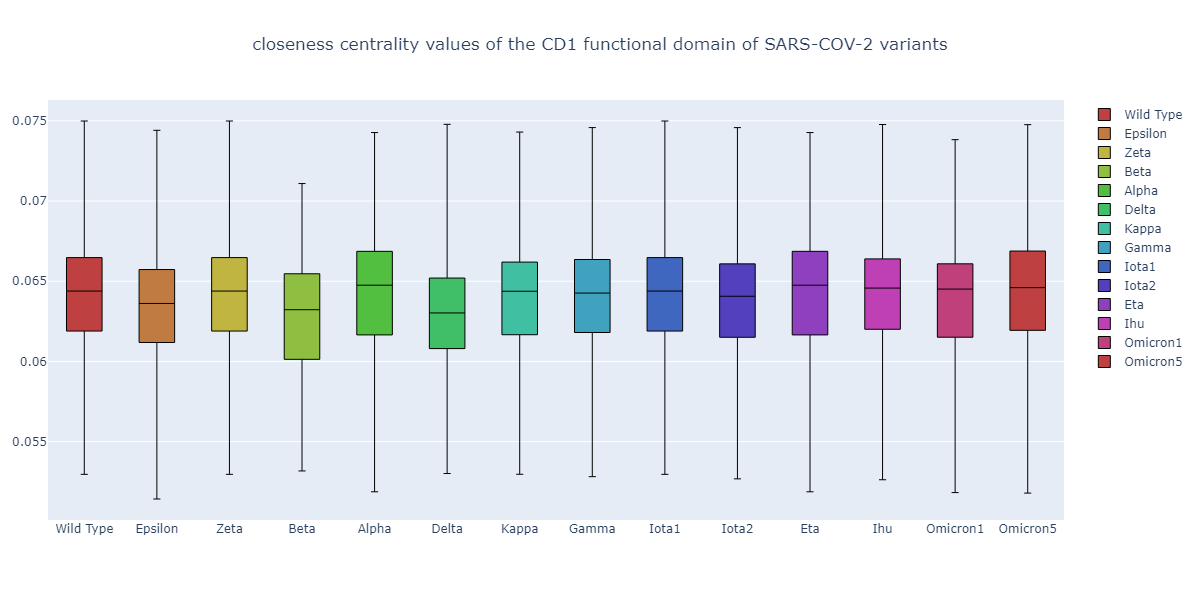 closeness centrality values of the CD1 functional domain of SARS-COV-2 variants
0.075
0.07
0.065
0.06
0.055
Wild Type Epsilon Zeta Beta Alpha Delta Kappa Gamma Iota1 Iota2 Eta Ihu Omicron1 Omicron5
Wild Type
Epsilon
Zeta
Beta
Alpha
Delta
Kappa
Gamma
Iota1
Iota2
Eta
Ihu
Omicron1
Omicron5